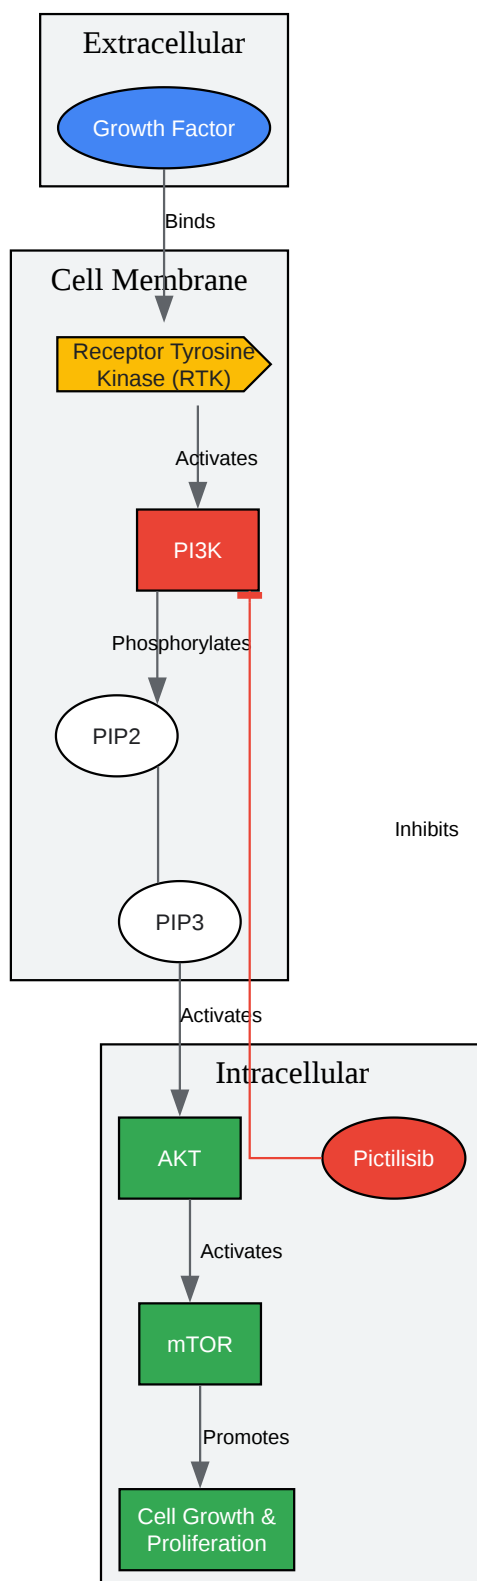 Extracellular
Growth Factor
Binds
Cell Membrane
Receptor Tyrosine
Kinase (RTK)
Activates
PI3K
Phosphorylates
PIP2
Inhibits
PIP3
Activates
Intracellular
AKT
Pictilisib
Activates
mTOR
Promotes
Cell Growth &
Proliferation